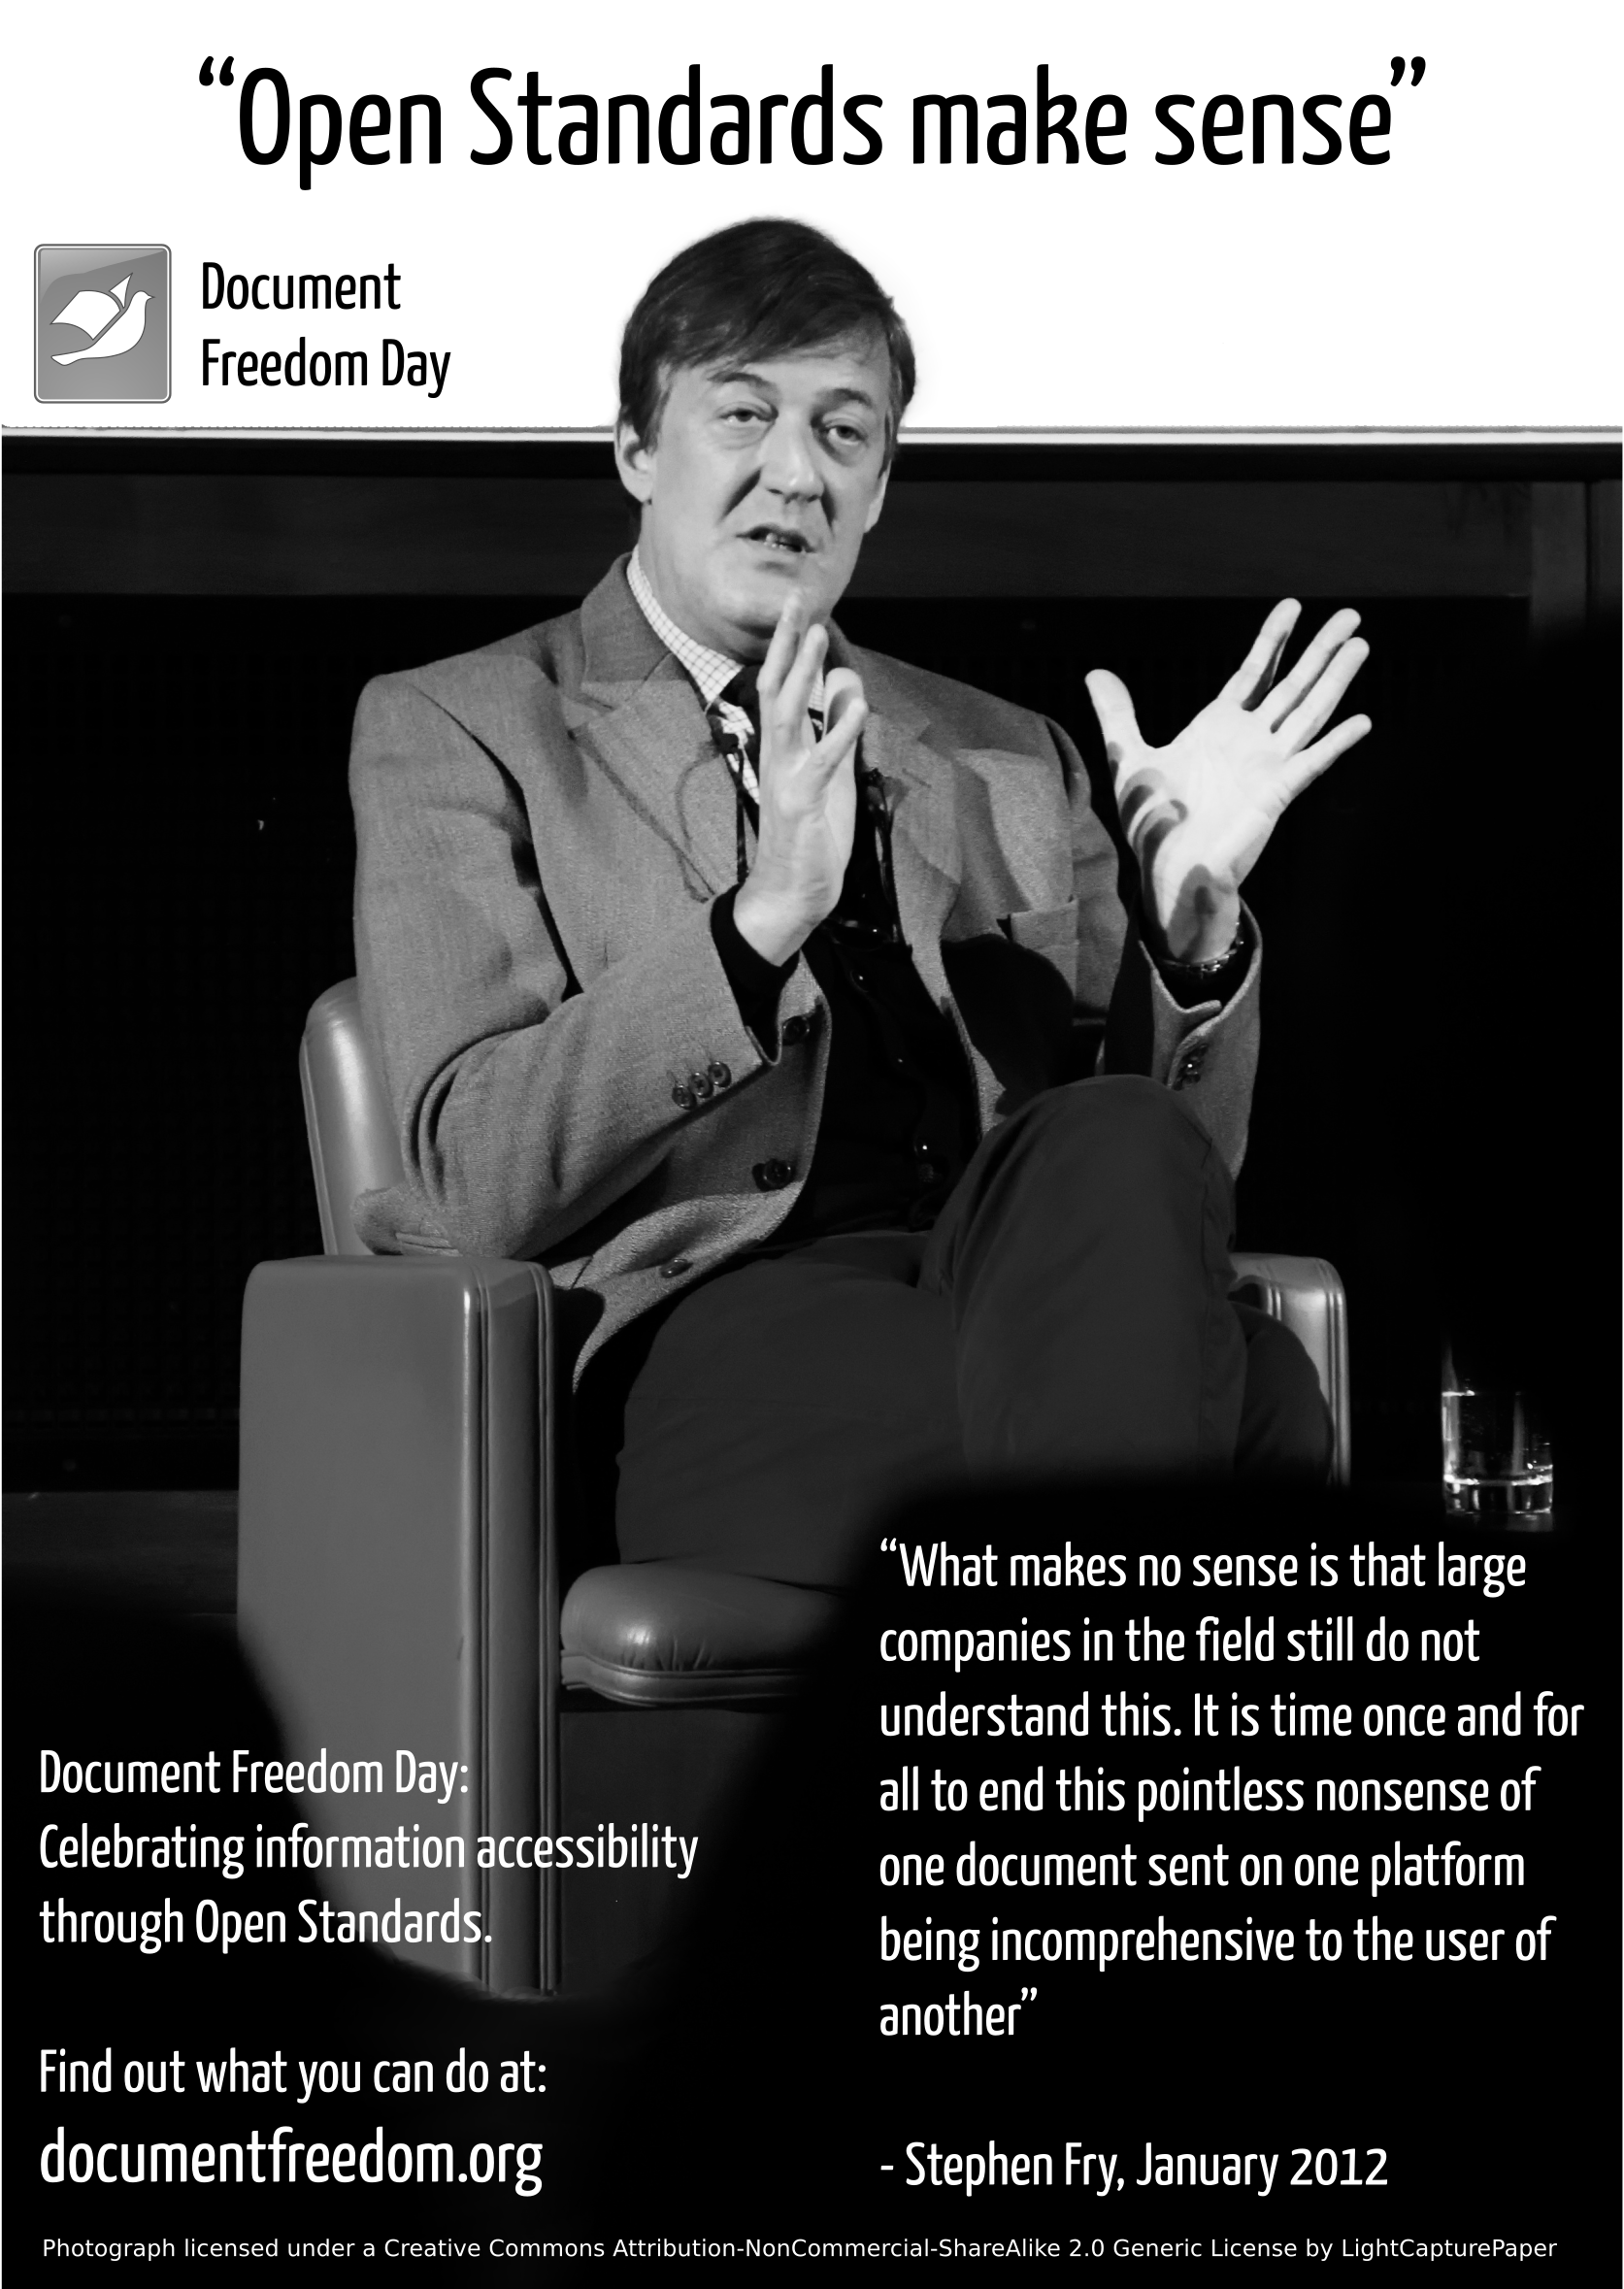 “Open Standards make sense”
Document
Freedom Day
“What makes no sense is that large
companies in the field still do not
understand this. It is time once and for
all to end this pointless nonsense of
one document sent on one platform
being incomprehensive to the user of
another”
- Stephen Fry, January 2012
Document Freedom Day:
Celebrating information accessibility
through Open Standards.
Find out what you can do at:
documentfreedom.org
Photograph licensed under a Creative Commons Attribution-NonCommercial-ShareAlike 2.0 Generic License by LightCapturePaper